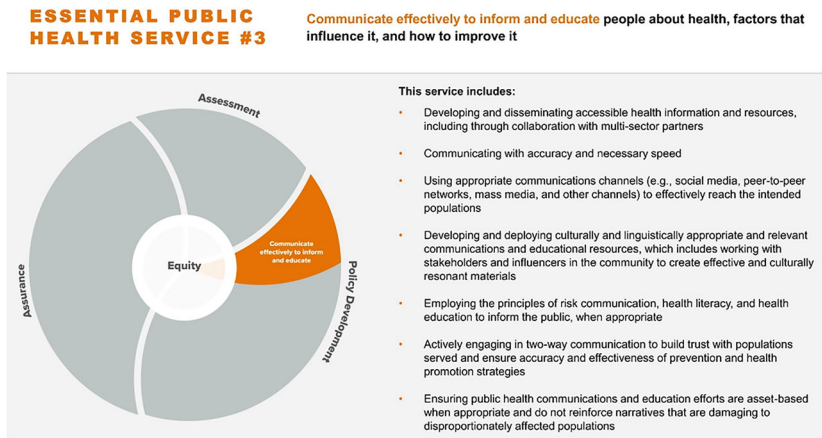 ESSENTIAL PUBLIC
HEALTH SERVICE #3
Communicate effectively to inform and educate people about health, factors that
influence it, and how to improve it
Assessment
Communicate
effectively to inform
and educate
Equity
Assurance
Policy Development
This service includes:
• Developing and disseminating accessible health information and resources,
including through collaboration with multi-sector partners
• Communicating with accuracy and necessary speed
• Using appropriate communications channels (e.g., social media, peer-to-peer
networks, mass media, and other channels) to effectively reach the intended
populations
• Developing and deploying culturally and linguistically appropriate and relevant
communications and educational resources, which includes working with
stakeholders and influencers in the community to create effective and culturally
resonant materials
• Employing the principles of risk communication, health literacy, and health
education to inform the public, when appropriate
• Actively engaging in two-way communication to build trust with populations
served and ensure accuracy and effectiveness of prevention and health
promotion strategies
• Ensuring public health communications and education efforts are asset-based
when appropriate and do not reinforce narratives that are damaging to
disproportionately affected populations